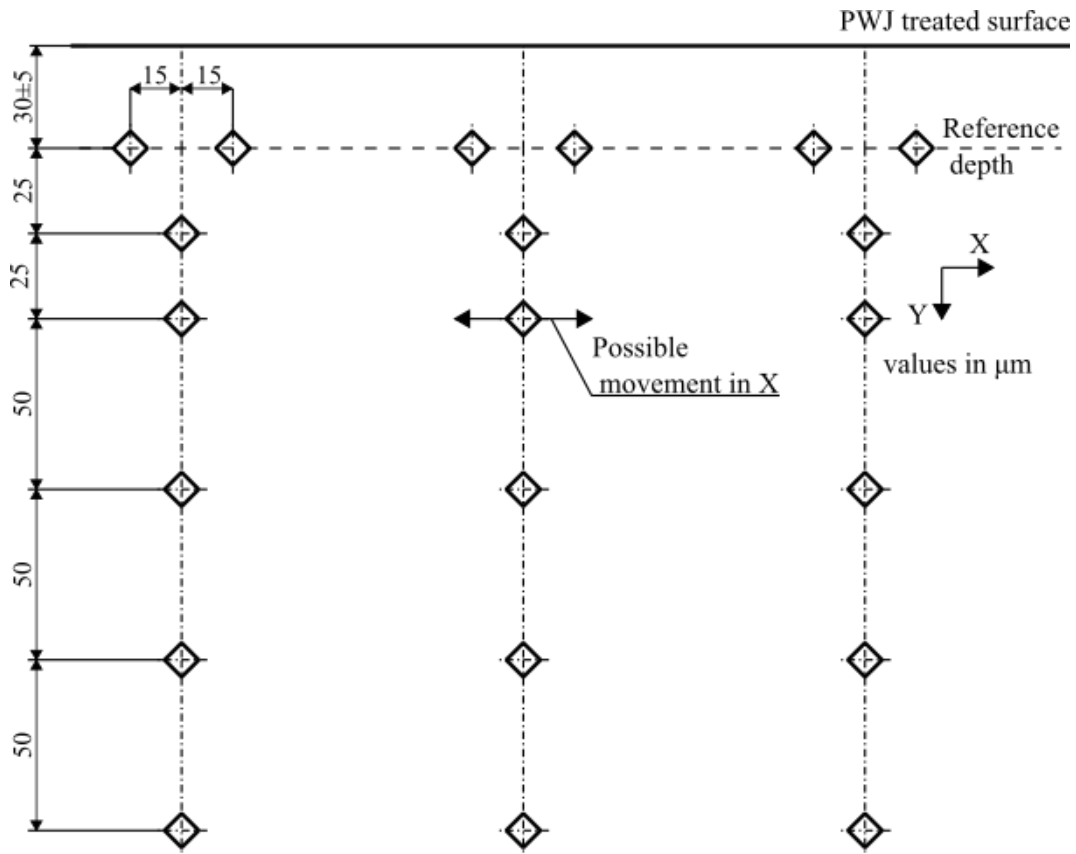 PWJ treated surface
30±5
15 15
Reference
depth
25
X
25
Y
Possible
movement in X
values in μm
50
50
50